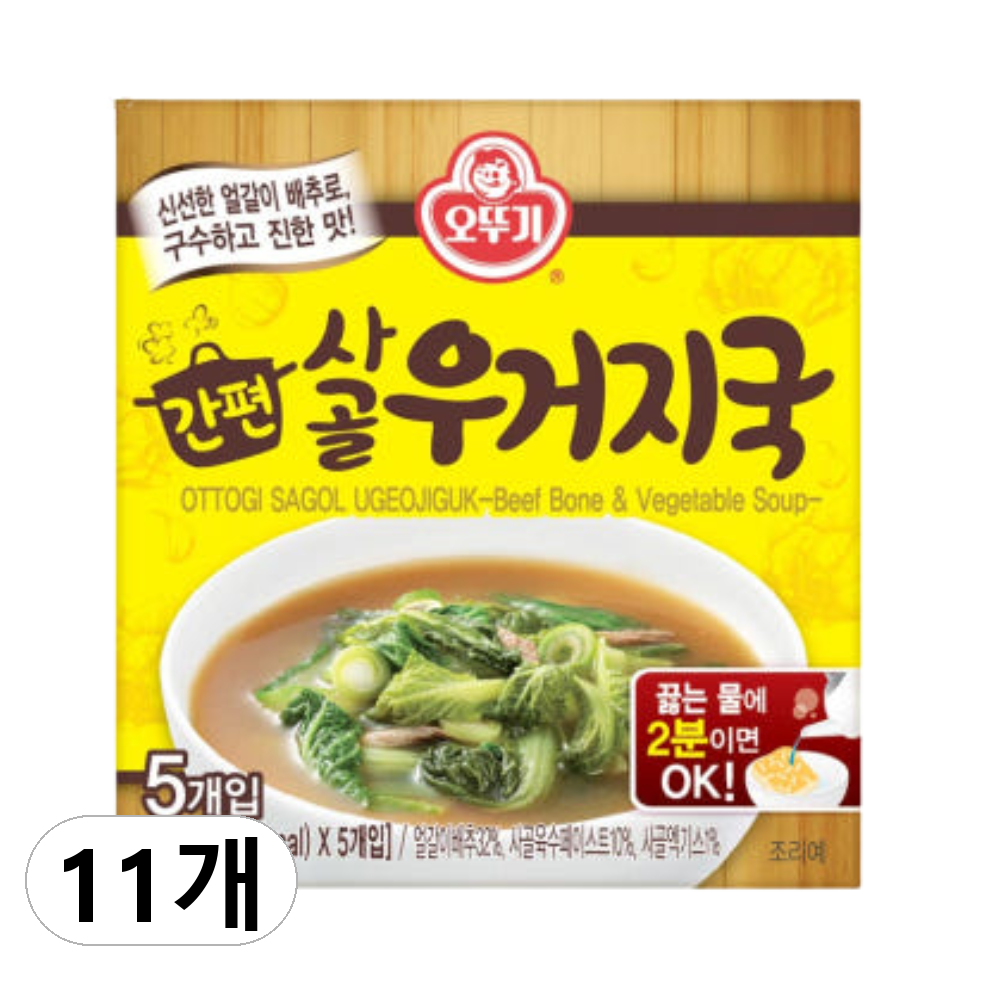 신선한 얼갈이 배추로,
구수하고 진한 맛!
오뚜기
®
간편
사골
우거지국
OTTOGI SAGOL UGEOJIGUK-Beef Bone & Vegetable Soup-
끓는 물에
2분이면
OK!
5개입
X 5개입] / 얼갈이배추32%, 사골육수페이스트10%, 사골엑기스1%
조리예
11개